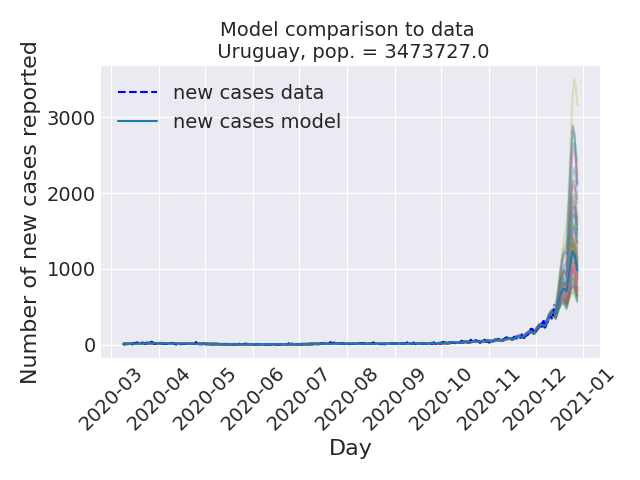 Model comparison to data
Uruguay, pop. = 3473727.0
Number of new cases reported
new cases data
new cases model
3000
2000
1000
0
2020-03
2020-04
2020-05
2020-06
2020-07
2020-08
2020-09
2020-10
2020-11
2020-12
2021-01
Day